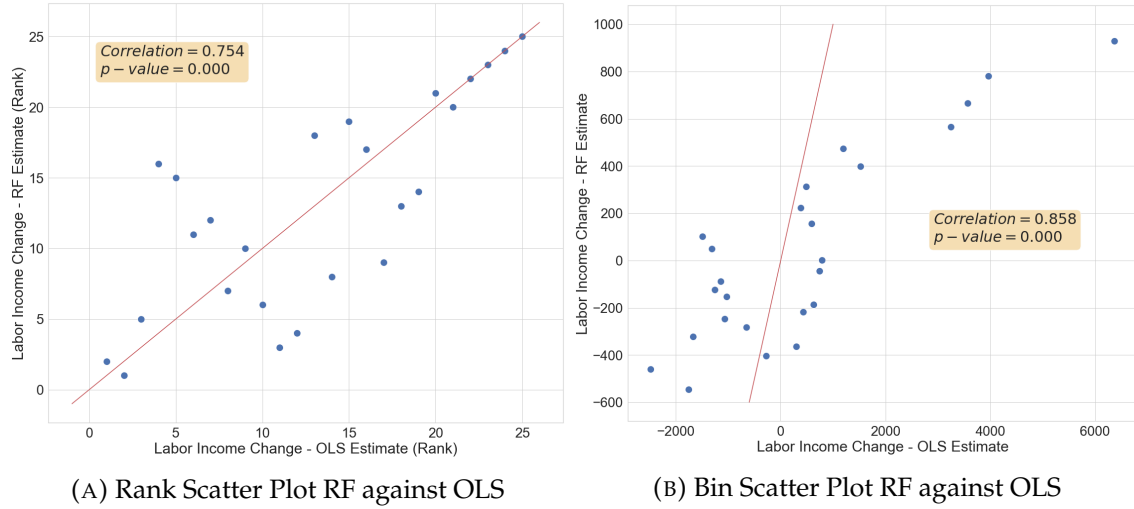 Correlation = 0.754
p − value = 0.000
Labor Income Change - RF Estimate (Rank)
25
20
15
10
5
0
0 5 10 15 20 25
Labor Income Change - OLS Estimate (Rank)
(A) Rank Scatter Plot RF against OLS
Correlation = 0.858
p − value = 0.000
Labor Income Change - RF Estimate
1000
800
600
400
200
0
−200
−400
−600
−2000 0 2000 4000 6000
Labor Income Change - OLS Estimate
(B) Bin Scatter Plot RF against OLS